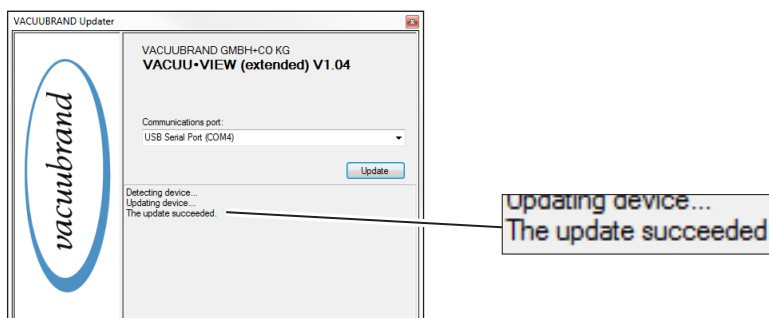 VACUUBRAND Updater
vacuubrand
VACUUBRAND GMBH+CO KG
VACUU•VIEW (extended) V1.04
Communications port:
USB Serial Port (COM4)
Update
Detecting device...
Updating device...
The update succeeded.
Updating device...
The update succeeded